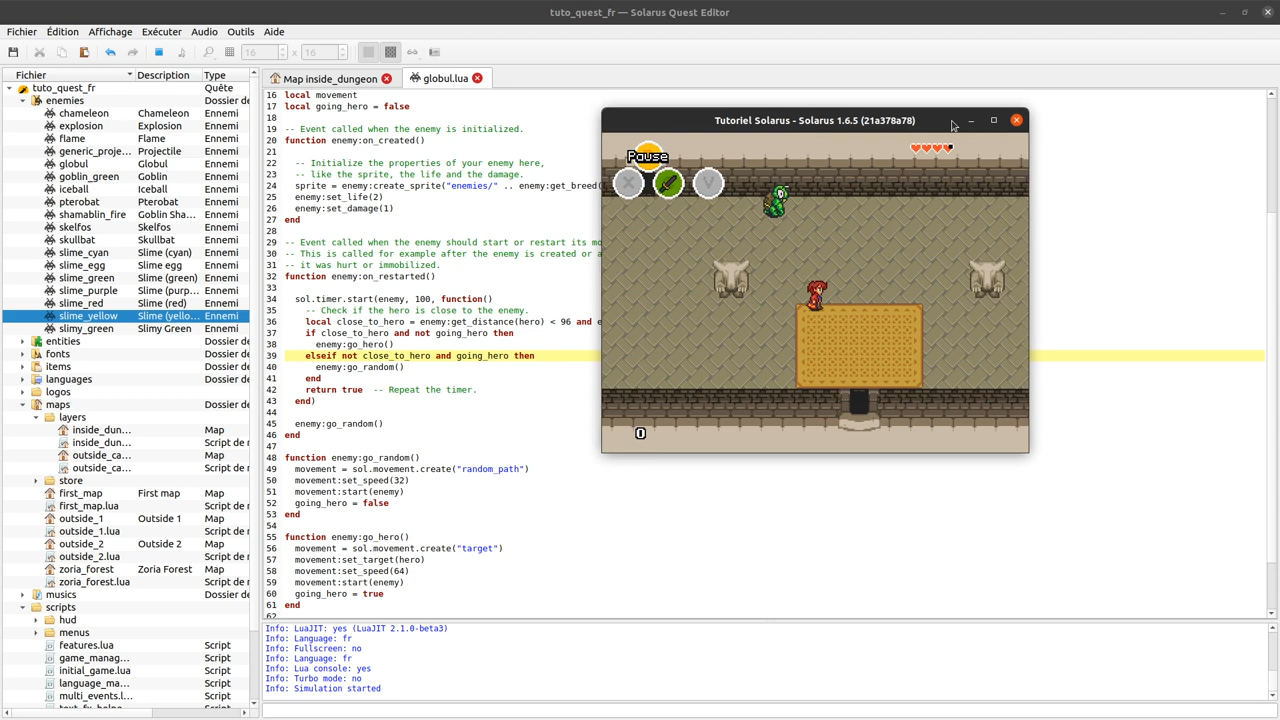 tuto_quest_fr — Solarus Quest Editor
Fichier Édition Affichage Exécuter Audio Outils Aide
16 x 16
Fichier Description Type
tuto_quest_fr Quête
enemies Dossier de
chameleon Chameleon Ennemi
explosion Explosion Ennemi
flame Flame Ennemi
generic_proje... Projectile Ennemi
globul Globul Ennemi
goblin_green Goblin Ennemi
iceball Iceball Ennemi
pterobat Pterobat Ennemi
shamablin_fire Goblin Sha... Ennemi
skelfos Skelfos Ennemi
skullbat Skullbat Ennemi
slime_cyan Slime (cyan) Ennemi
slime_egg Slime egg Ennemi
slime_green Slime (green) Ennemi
slime_purple Slime (purp... Ennemi
slime_red Slime (red) Ennemi
slime_yellow Slime (yello... Ennemi
slimy_green Slimy Green Ennemi
entities Dossier de
fonts Dossier de
items Dossier de
languages Dossier de
logos Dossier de
maps Dossier de
layers Dossier de
inside_dun... Map
inside_dun... Script de r
outside_ca... Map
outside_ca... Script de r
store Dossier de
first_map First map Map
first_map.lua Script de r
outside_1 Outside 1 Map
outside_1.lua Script de r
outside_2 Outside 2 Map
outside_2.lua Script de r
zoria_forest Zoria Forest Map
zoria_forest.lua Script de r
musics Dossier de
scripts Dossier de
hud Dossier de
menus Dossier de
features.lua Script
game_manag... Script
initial_game.lua Script
language_ma... Script
multi_events.l... Script
Map inside_dungeon globul.lua
16 local movement
17 local going_hero = false
18
19 -- Event called when the enemy is initialized.
20 function enemy:on_created()
21
22 -- Initialize the properties of your enemy here,
23 -- like the sprite, the life and the damage.
24 sprite = enemy:create_sprite("enemies/" .. enemy:get_breed(
25 enemy:set_life(2)
26 enemy:set_damage(1)
27 end
28
29 -- Event called when the enemy should start or restart its mo
30 -- This is called for example after the enemy is created or a
31 -- it was hurt or immobilized.
32 function enemy:on_restarted()
33
34 sol.timer.start(enemy, 100, function()
35 -- Check if the hero is close to the enemy.
36 local close_to_hero = enemy:get_distance(hero) < 96 and e
37 if close_to_hero and not going_hero then
38 enemy:go_hero()
39 elseif not close_to_hero and going_hero then
40 enemy:go_random()
41 end
42 return true -- Repeat the timer.
43 end)
44
45 enemy:go_random()
46 end
47
48 function enemy:go_random()
49 movement = sol.movement.create("random_path")
50 movement:set_speed(32)
51 movement:start(enemy)
52 going_hero = false
53 end
54
55 function enemy:go_hero()
56 movement = sol.movement.create("target")
57 movement:set_target(hero)
58 movement:set_speed(64)
59 movement:start(enemy)
60 going_hero = true
61 end
62
Tutoriel Solarus - Solarus 1.6.5 (21a378a78)
Pause
0
Info: LuaJIT: yes (LuaJIT 2.1.0-beta3)
Info: Language: fr
Info: Fullscreen: no
Info: Language: fr
Info: Lua console: yes
Info: Turbo mode: no
Info: Simulation started